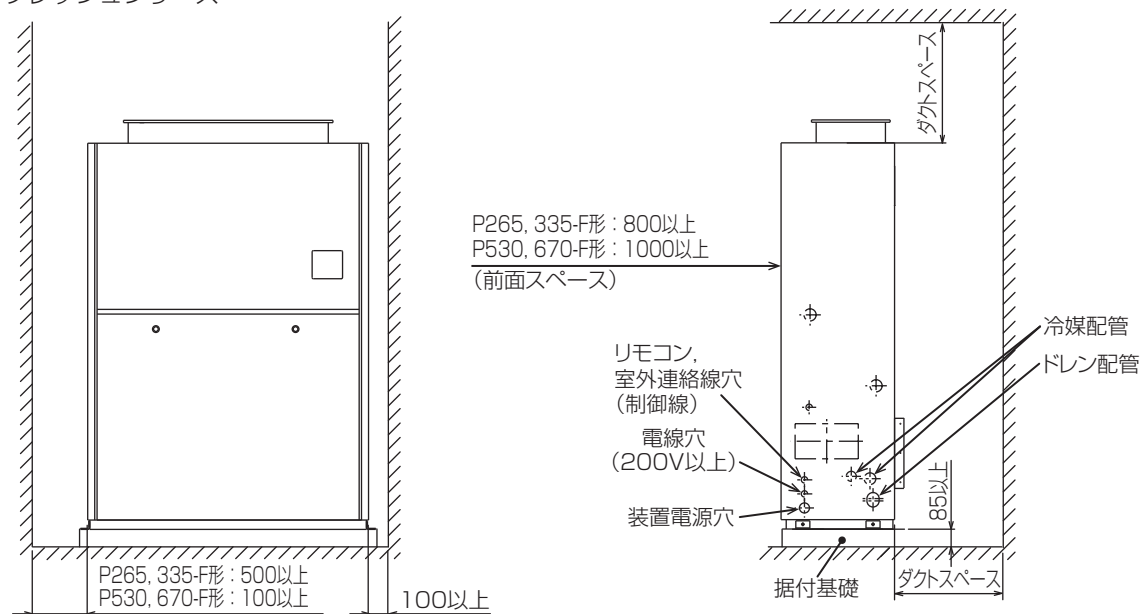 ダクトスペース
P265, 335-F形：800以上
P530, 670-F形：1000以上
(前面スペース)
冷媒配管
ドレン配管
リモコン,
室外連絡線穴
(制御線)
電線穴
(200V以上)
装置電源穴
85以上
P265, 335-F形：500以上
P530, 670-F形：100以上
100以上
据付基礎
ダクトスペース